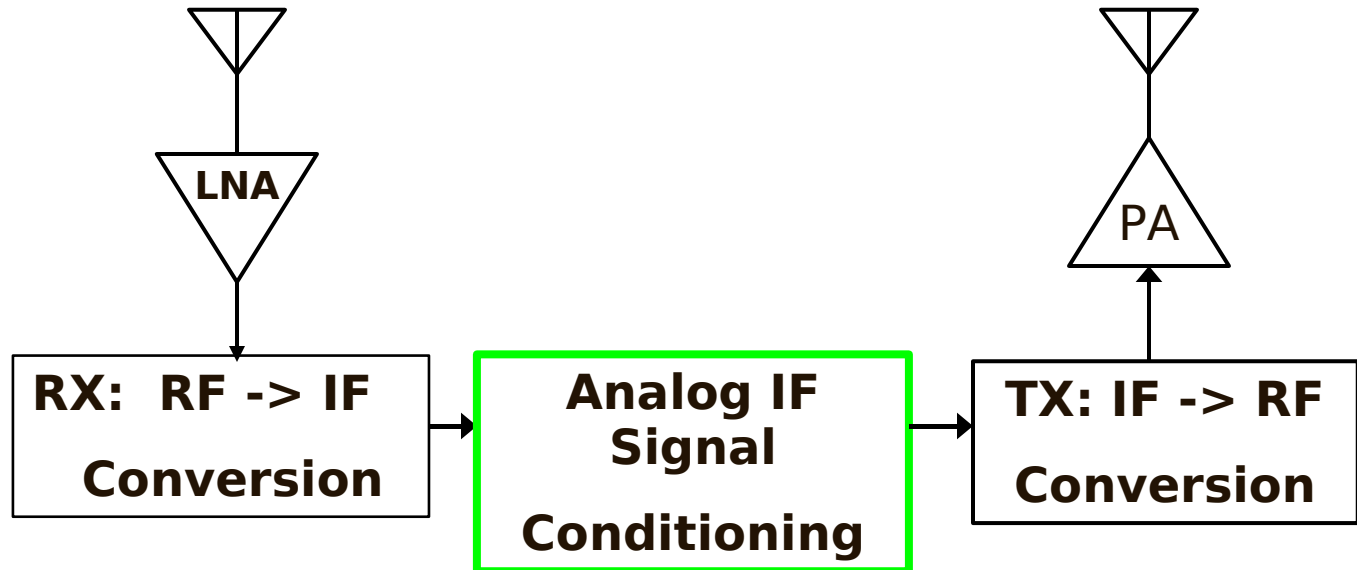 LNA
PA
RX:  RF -> IF
Conversion
Analog IF
Signal
Conditioning
TX: IF -> RF
Conversion